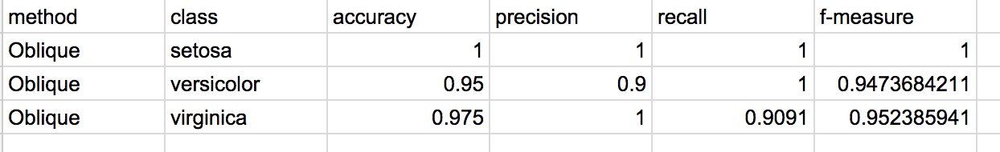 method class accuracy precision recall f-measure
Oblique setosa 1 1 1 1
Oblique versicolor 0.95 0.9 1 0.9473684211
Oblique virginica 0.975 1 0.9091 0.952385941